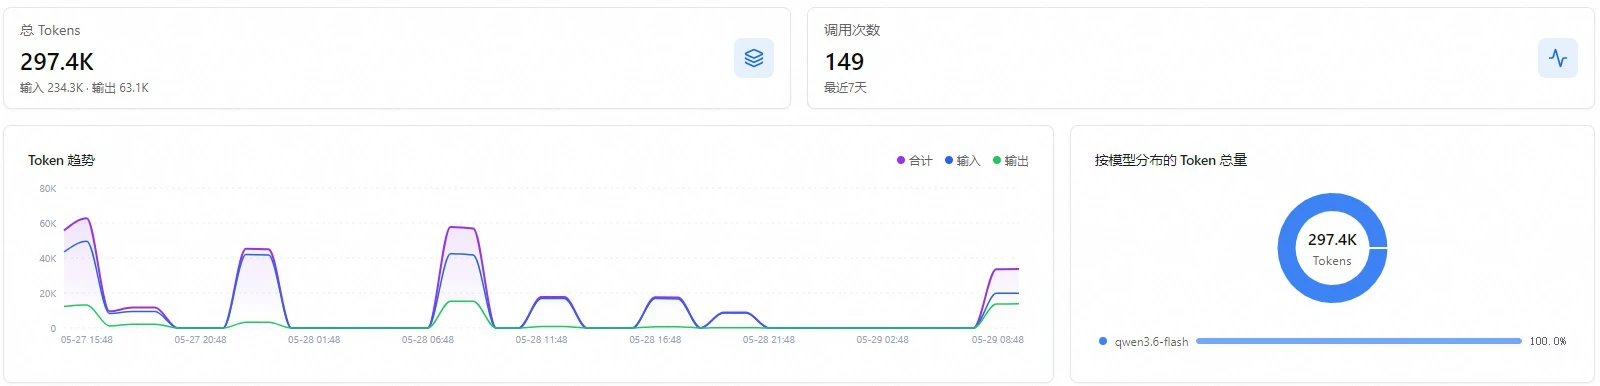 总 Tokens
297.4K
输入 234.3K · 输出 63.1K
调用次数
149
最近7天
Token 趋势
合计 输入 输出
80K
60K
40K
20K
0
05-27 15:48 05-27 20:48 05-28 01:48 05-28 06:48 05-28 11:48 05-28 16:48 05-28 21:48 05-29 02:48 05-29 08:48
按模型分布的 Token 总量
297.4K
Tokens
qwen3.6-flash 100.0%